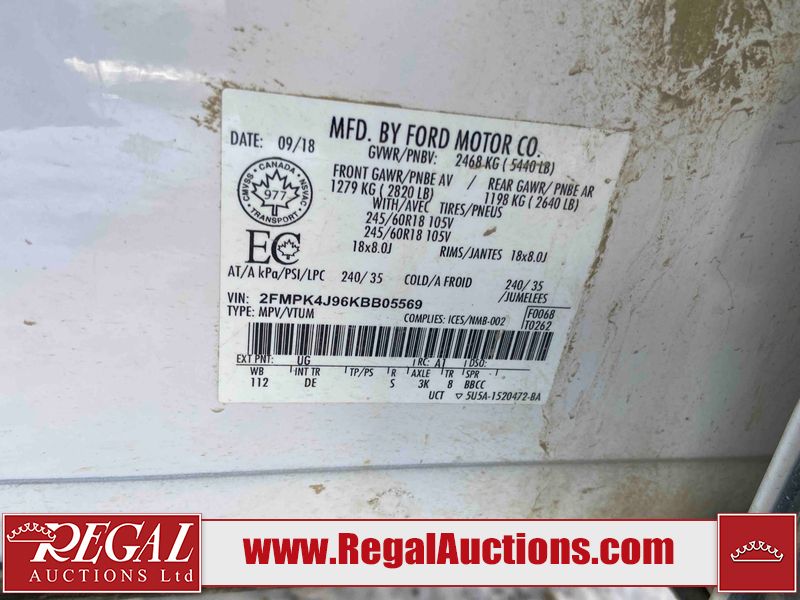 MFD. BY FORD MOTOR CO.
DATE: 09/18
GVWR/PNBV: 2468 KG ( 5440 LB)
FRONT GAWR/PNBE AV / REAR GAWR/PNBE AR
1279 KG ( 2820 LB) 1198 KG ( 2640 LB)
WITH/AVEC TIRES/PNEUS
245/60R18 105V
245/60R18 105V
18x8.0J RIMS/JANTES 18x8.0J
CMVSS · CANADA · NSVAC
977
TRANSPORT
EC
AT/A kPa/PSI/LPC 240/35 COLD/A FROID 240/35
/JUMELEES
VIN: 2FMPK4J96KBB05569
TYPE: MPV/VTUM COMPLIES: ICES/NMB-002
F0068
T0262
EXT PNT: UG RC: A1 DSO:
WB INT TR TP/PS R AXLE TR SPR
112 DE S 3K 8 BBCC
UCT ▽ 5U5A-1520472-BA
REGAL
AUCTIONS Ltd
www.RegalAuctions.com